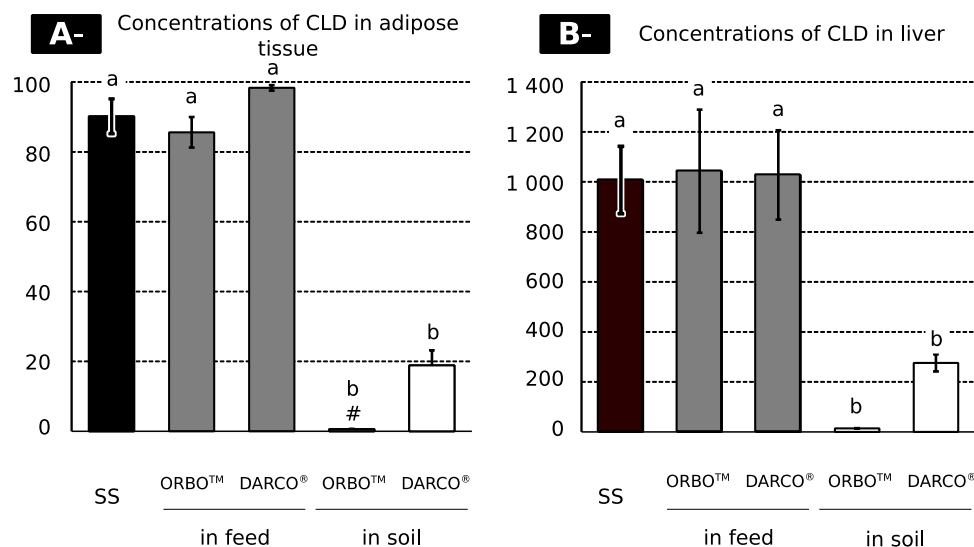 A-
Concentrations of CLD in adipose
tissue
100
80
60
40
20
0
a
a
a
b
#
b
SS
ORBO™
DARCO®
ORBO™
DARCO®
in feed
in soil
B-
Concentrations of CLD in liver
1 400
1 200
1 000
800
600
400
200
0
a
a
a
b
b
SS
ORBO™
DARCO®
ORBO™
DARCO®
in feed
in soil